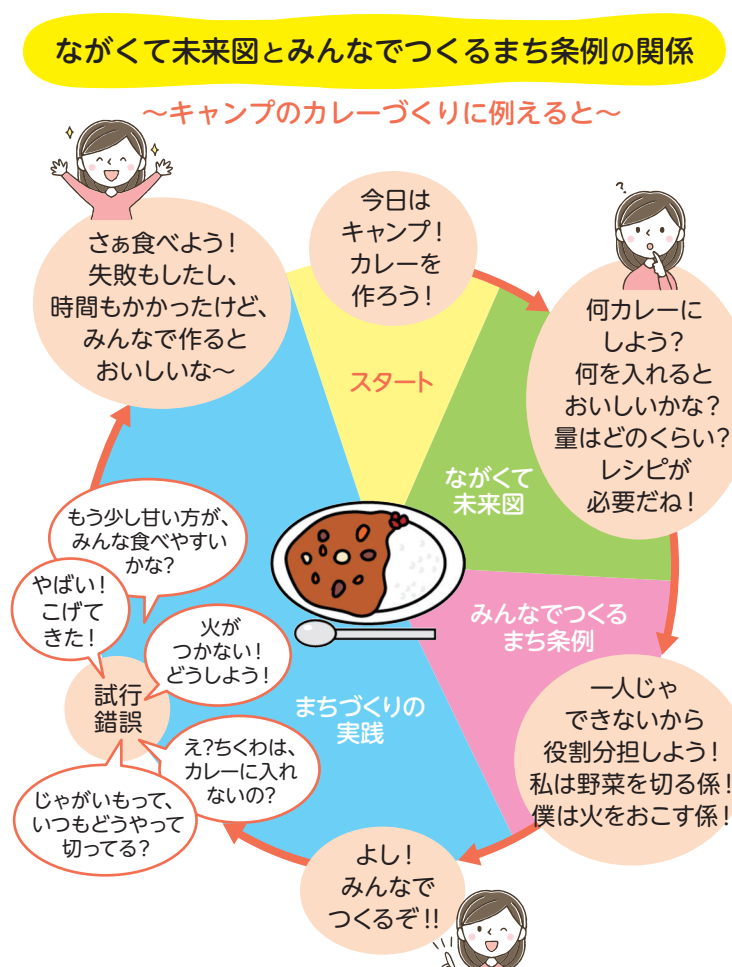 ながくて未来図とみんなでつくるまち条例の関係
～キャンプのカレーづくりに例えると～
今日は
キャンプ！
カレーを
作ろう！
スタート
何カレーに
しよう？
何を入れると
おいしいかな？
量はどのくらい？
レシピが
必要だね！
ながくて
未来図
みんなでつくる
まち条例
一人じゃ
できないから
役割分担しよう！
私は野菜を切る係！
僕は火をおこす係！
よし！
みんなで
つくるぞ！！
まちづくりの
実践
試行
錯誤
じゃがいもって、
いつもどうやって
切ってる？
え？ちくわは、
カレーに入れ
ないの？
火が
つかない！
どうしよう！
やばい！
こげて
きた！
もう少し甘い方が、
みんな食べやすい
かな？
さぁ食べよう！
失敗もしたし、
時間もかかったけど、
みんなで作ると
おいしいな～